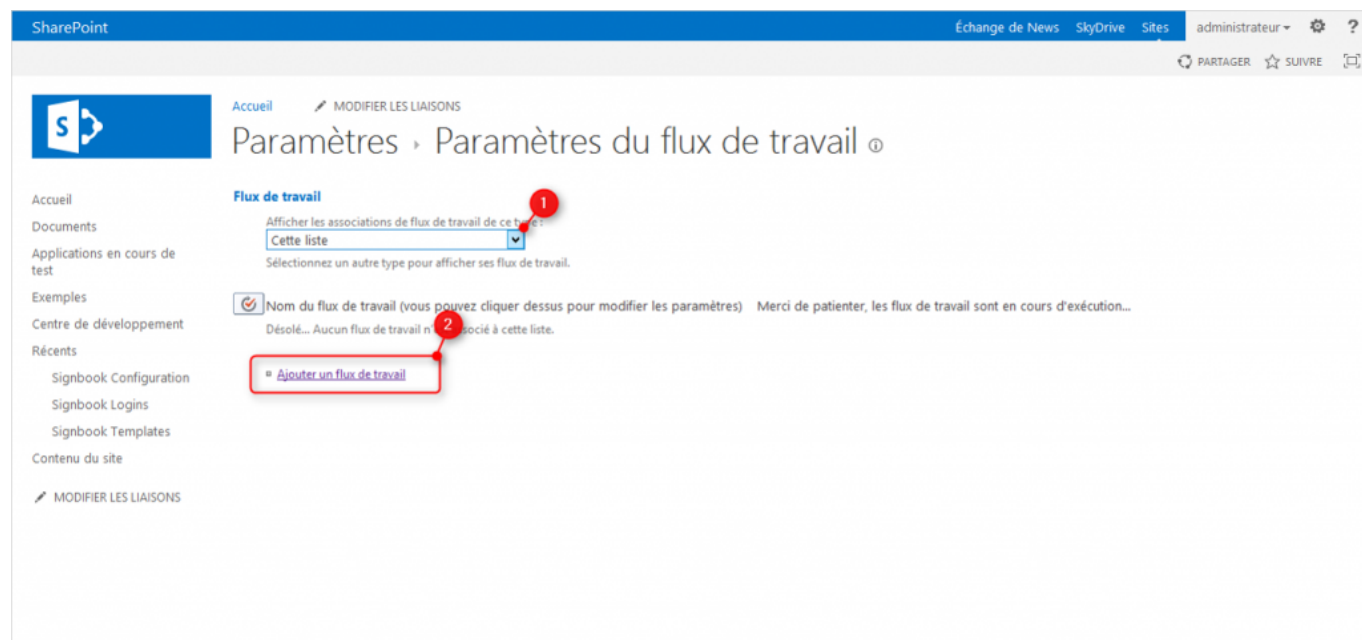 SharePoint
Échange de News SkyDrive Sites administrateur ?
PARTAGER SUIVRE
S
Accueil MODIFIER LES LIAISONS
Paramètres Paramètres du flux de travail
Accueil
Documents
Applications en cours de
test
Exemples
Centre de développement
Récents
Signbook Configuration
Signbook Logins
Signbook Templates
Contenu du site
MODIFIER LES LIAISONS
Flux de travail
1
Afficher les associations de flux de travail de ce type :
Cette liste
Sélectionnez un autre type pour afficher ses flux de travail.
Nom du flux de travail (vous pouvez cliquer dessus pour modifier les paramètres) Merci de patienter, les flux de travail sont en cours d'exécution...
2
Désolé... Aucun flux de travail n' associé à cette liste.
Ajouter un flux de travail